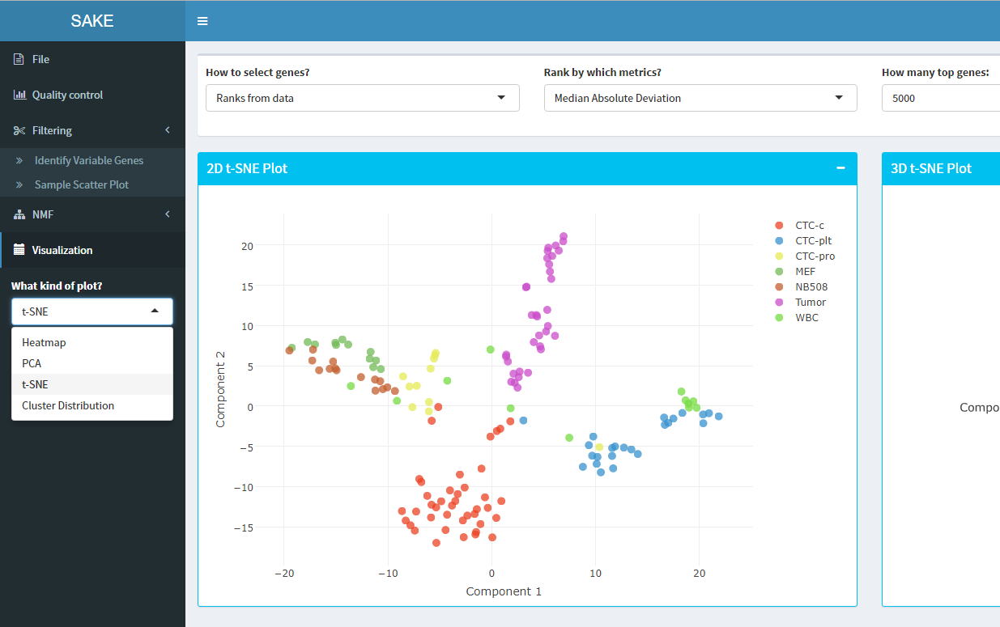 SAKE
File
Quality control
Filtering
Identify Variable Genes
Sample Scatter Plot
NMF
Visualization
What kind of plot?
t-SNE
Heatmap
PCA
t-SNE
Cluster Distribution
How to select genes?
Ranks from data
Rank by which metrics?
Median Absolute Deviation
How many top genes:
5000
2D t-SNE Plot
20
15
10
5
0
−5
−10
−15
Component 2
−20
−10
0
10
20
Component 1
CTC-c
CTC-plt
CTC-pro
MEF
NB508
Tumor
WBC
3D t-SNE Plot
Compo